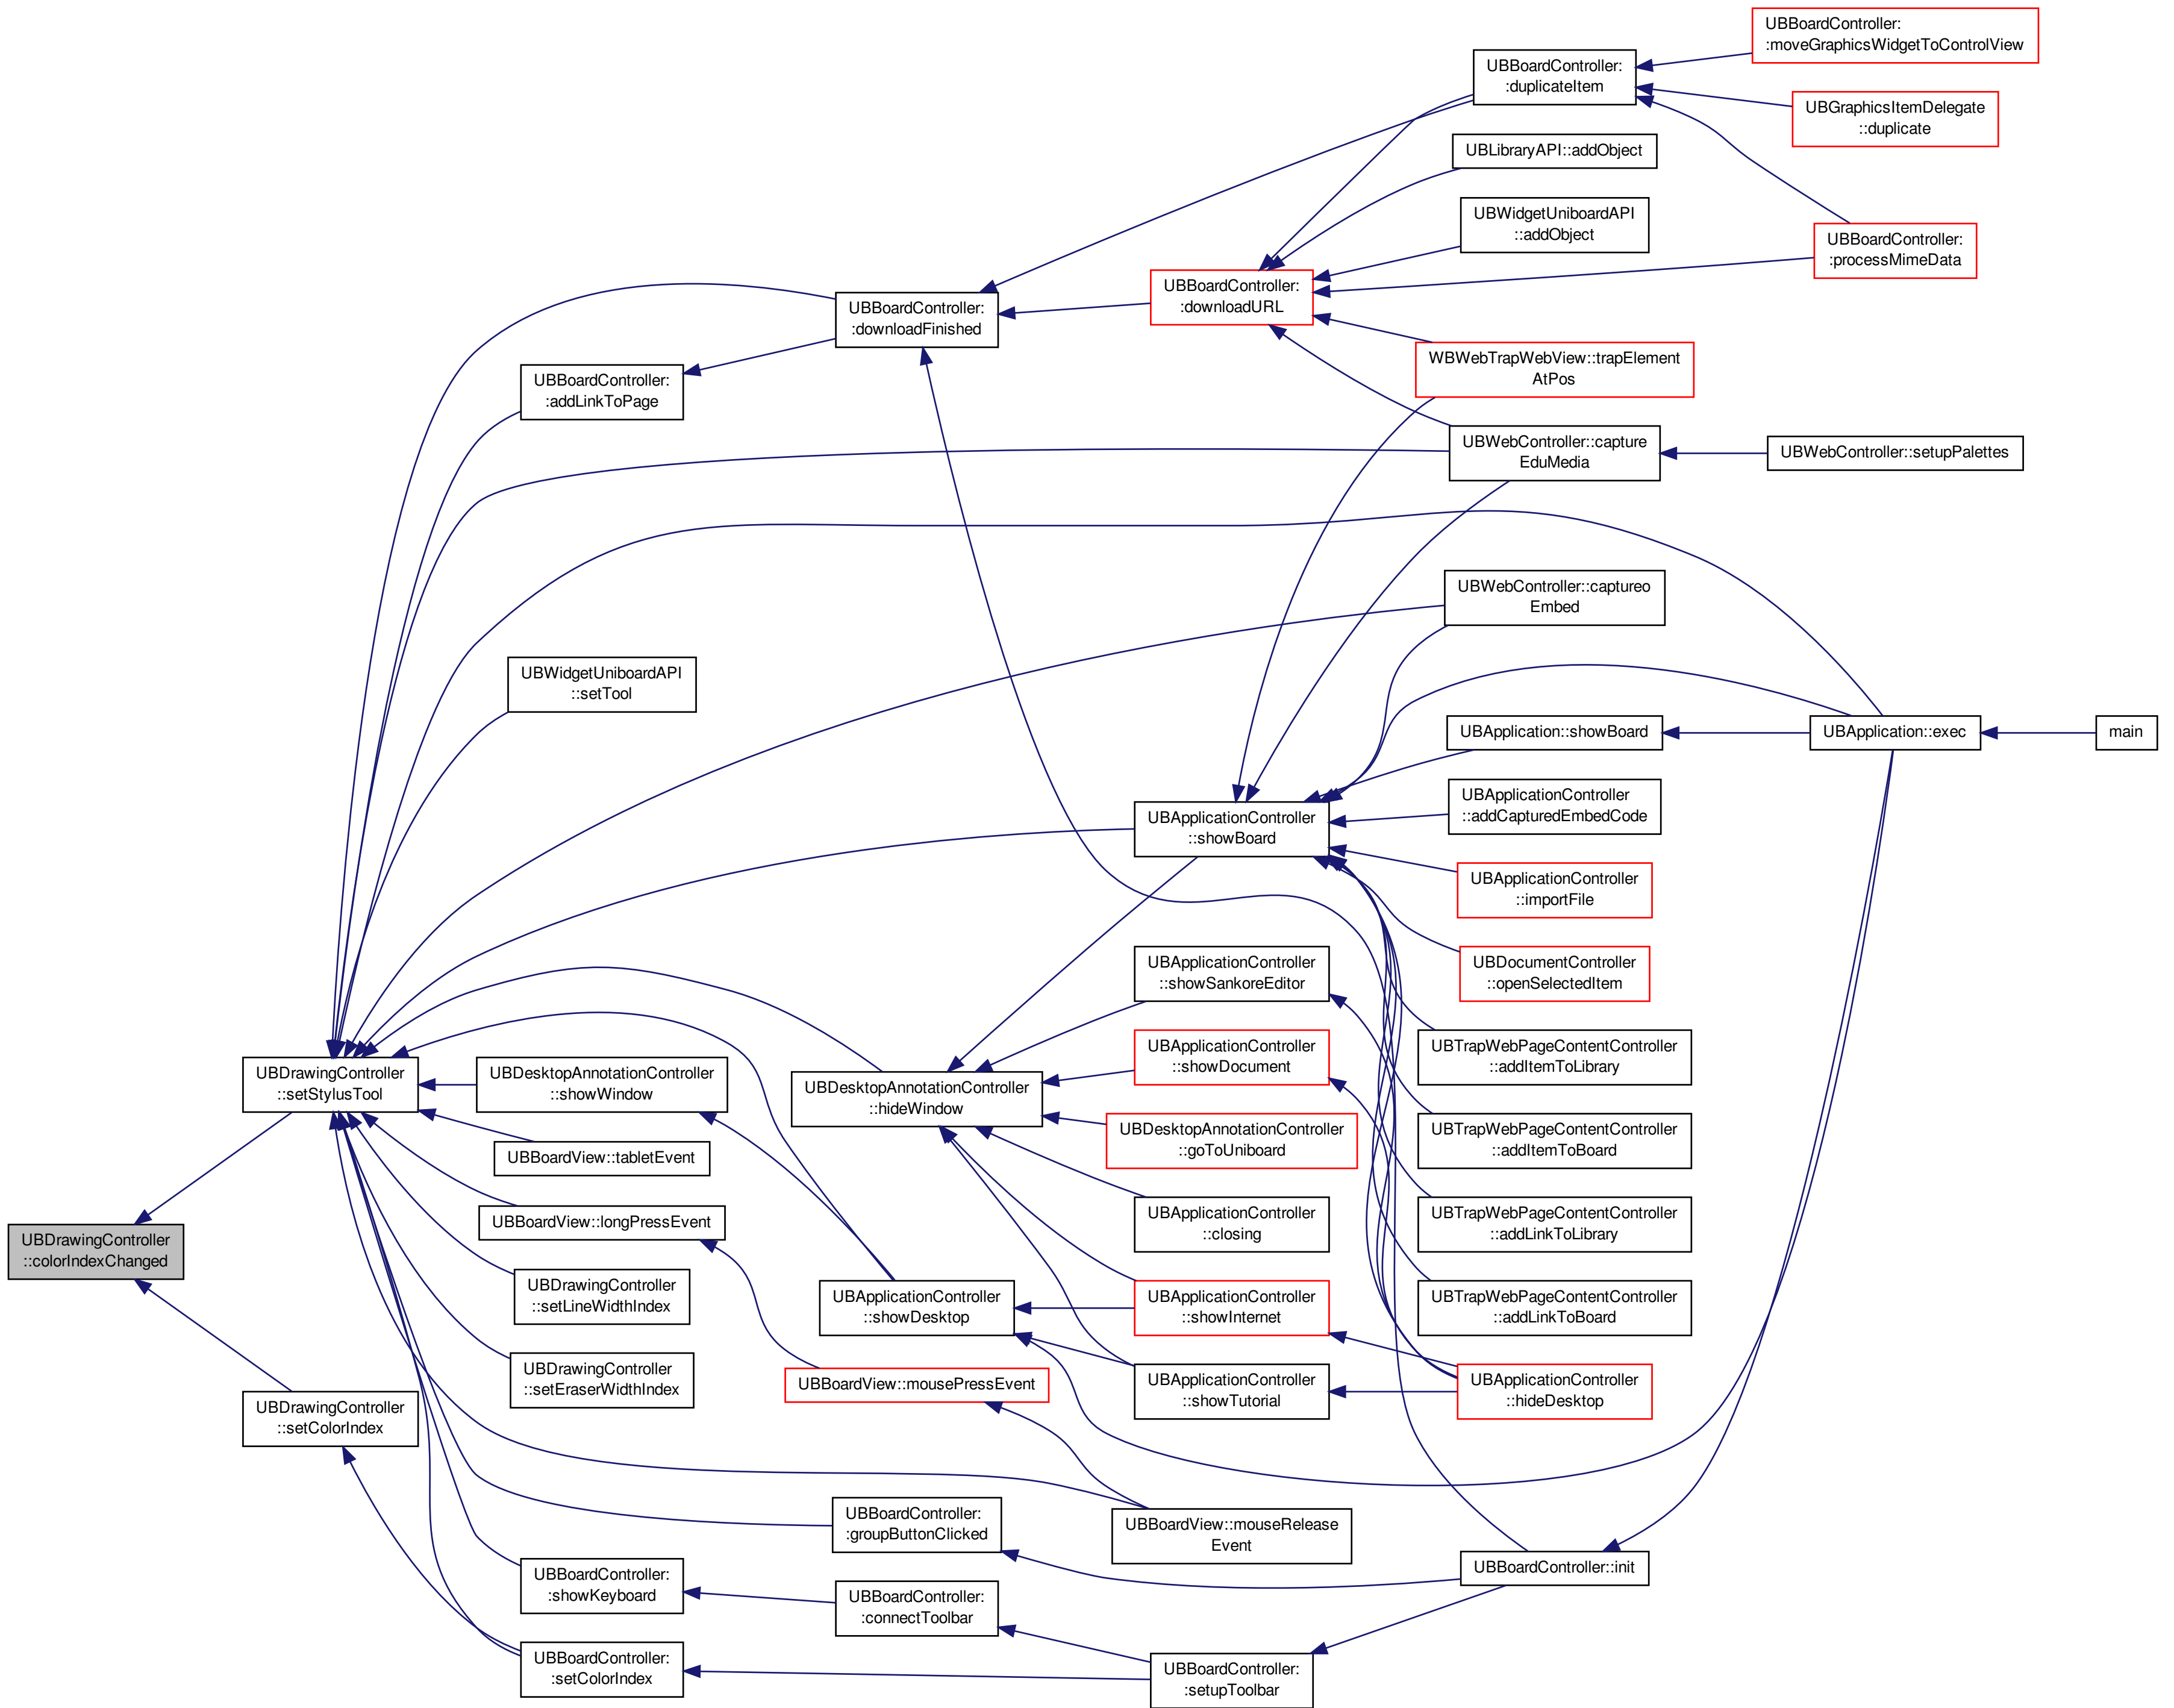 UBDrawingController
::colorIndexChanged
UBDrawingController
::setStylusTool
UBDrawingController
::setColorIndex
UBBoardController:
:addLinkToPage
UBWidgetUniboardAPI
::setTool
UBDesktopAnnotationController
::showWindow
UBBoardView::tabletEvent
UBBoardView::longPressEvent
UBDrawingController
::setLineWidthIndex
UBDrawingController
::setEraserWidthIndex
UBBoardController:
:showKeyboard
UBBoardController:
:setColorIndex
UBBoardController:
:downloadFinished
UBDesktopAnnotationController
::hideWindow
UBApplicationController
::showDesktop
UBBoardView::mousePressEvent
UBBoardController:
:groupButtonClicked
UBBoardController:
:connectToolbar
UBBoardController:
:downloadURL
UBApplicationController
::showBoard
UBApplicationController
::showSankoreEditor
UBApplicationController
::showDocument
UBDesktopAnnotationController
::goToUniboard
UBApplicationController
::closing
UBApplicationController
::showInternet
UBApplicationController
::showTutorial
UBBoardView::mouseRelease
Event
UBBoardController:
:setupToolbar
UBBoardController:
:duplicateItem
UBLibraryAPI::addObject
UBWidgetUniboardAPI
::addObject
WBWebTrapWebView::trapElement
AtPos
UBWebController::capture
EduMedia
UBWebController::captureo
Embed
UBApplication::showBoard
UBApplicationController
::addCapturedEmbedCode
UBApplicationController
::importFile
UBDocumentController
::openSelectedItem
UBTrapWebPageContentController
::addItemToLibrary
UBTrapWebPageContentController
::addItemToBoard
UBTrapWebPageContentController
::addLinkToLibrary
UBTrapWebPageContentController
::addLinkToBoard
UBApplicationController
::hideDesktop
UBBoardController::init
UBBoardController:
:moveGraphicsWidgetToControlView
UBGraphicsItemDelegate
::duplicate
UBBoardController:
:processMimeData
UBWebController::setupPalettes
UBApplication::exec
main